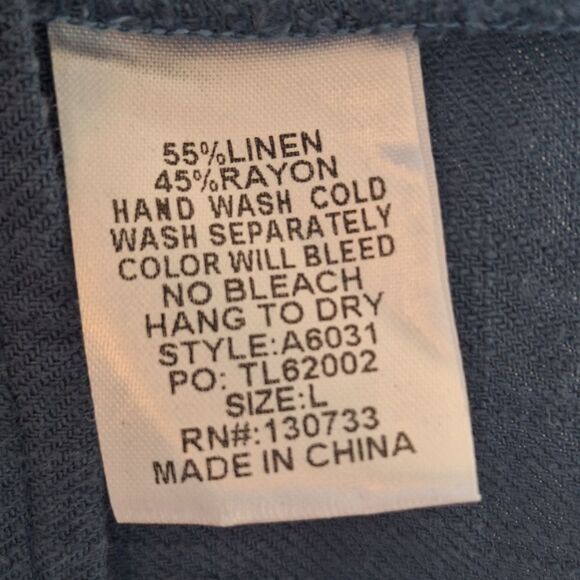 55%LINEN
45%RAYON
HAND WASH COLD
WASH SEPARATELY
COLOR WILL BLEED
NO BLEACH
HANG TO DRY
STYLE:A6031
PO: TL62002
SIZE:L
RN#:130733
MADE IN CHINA